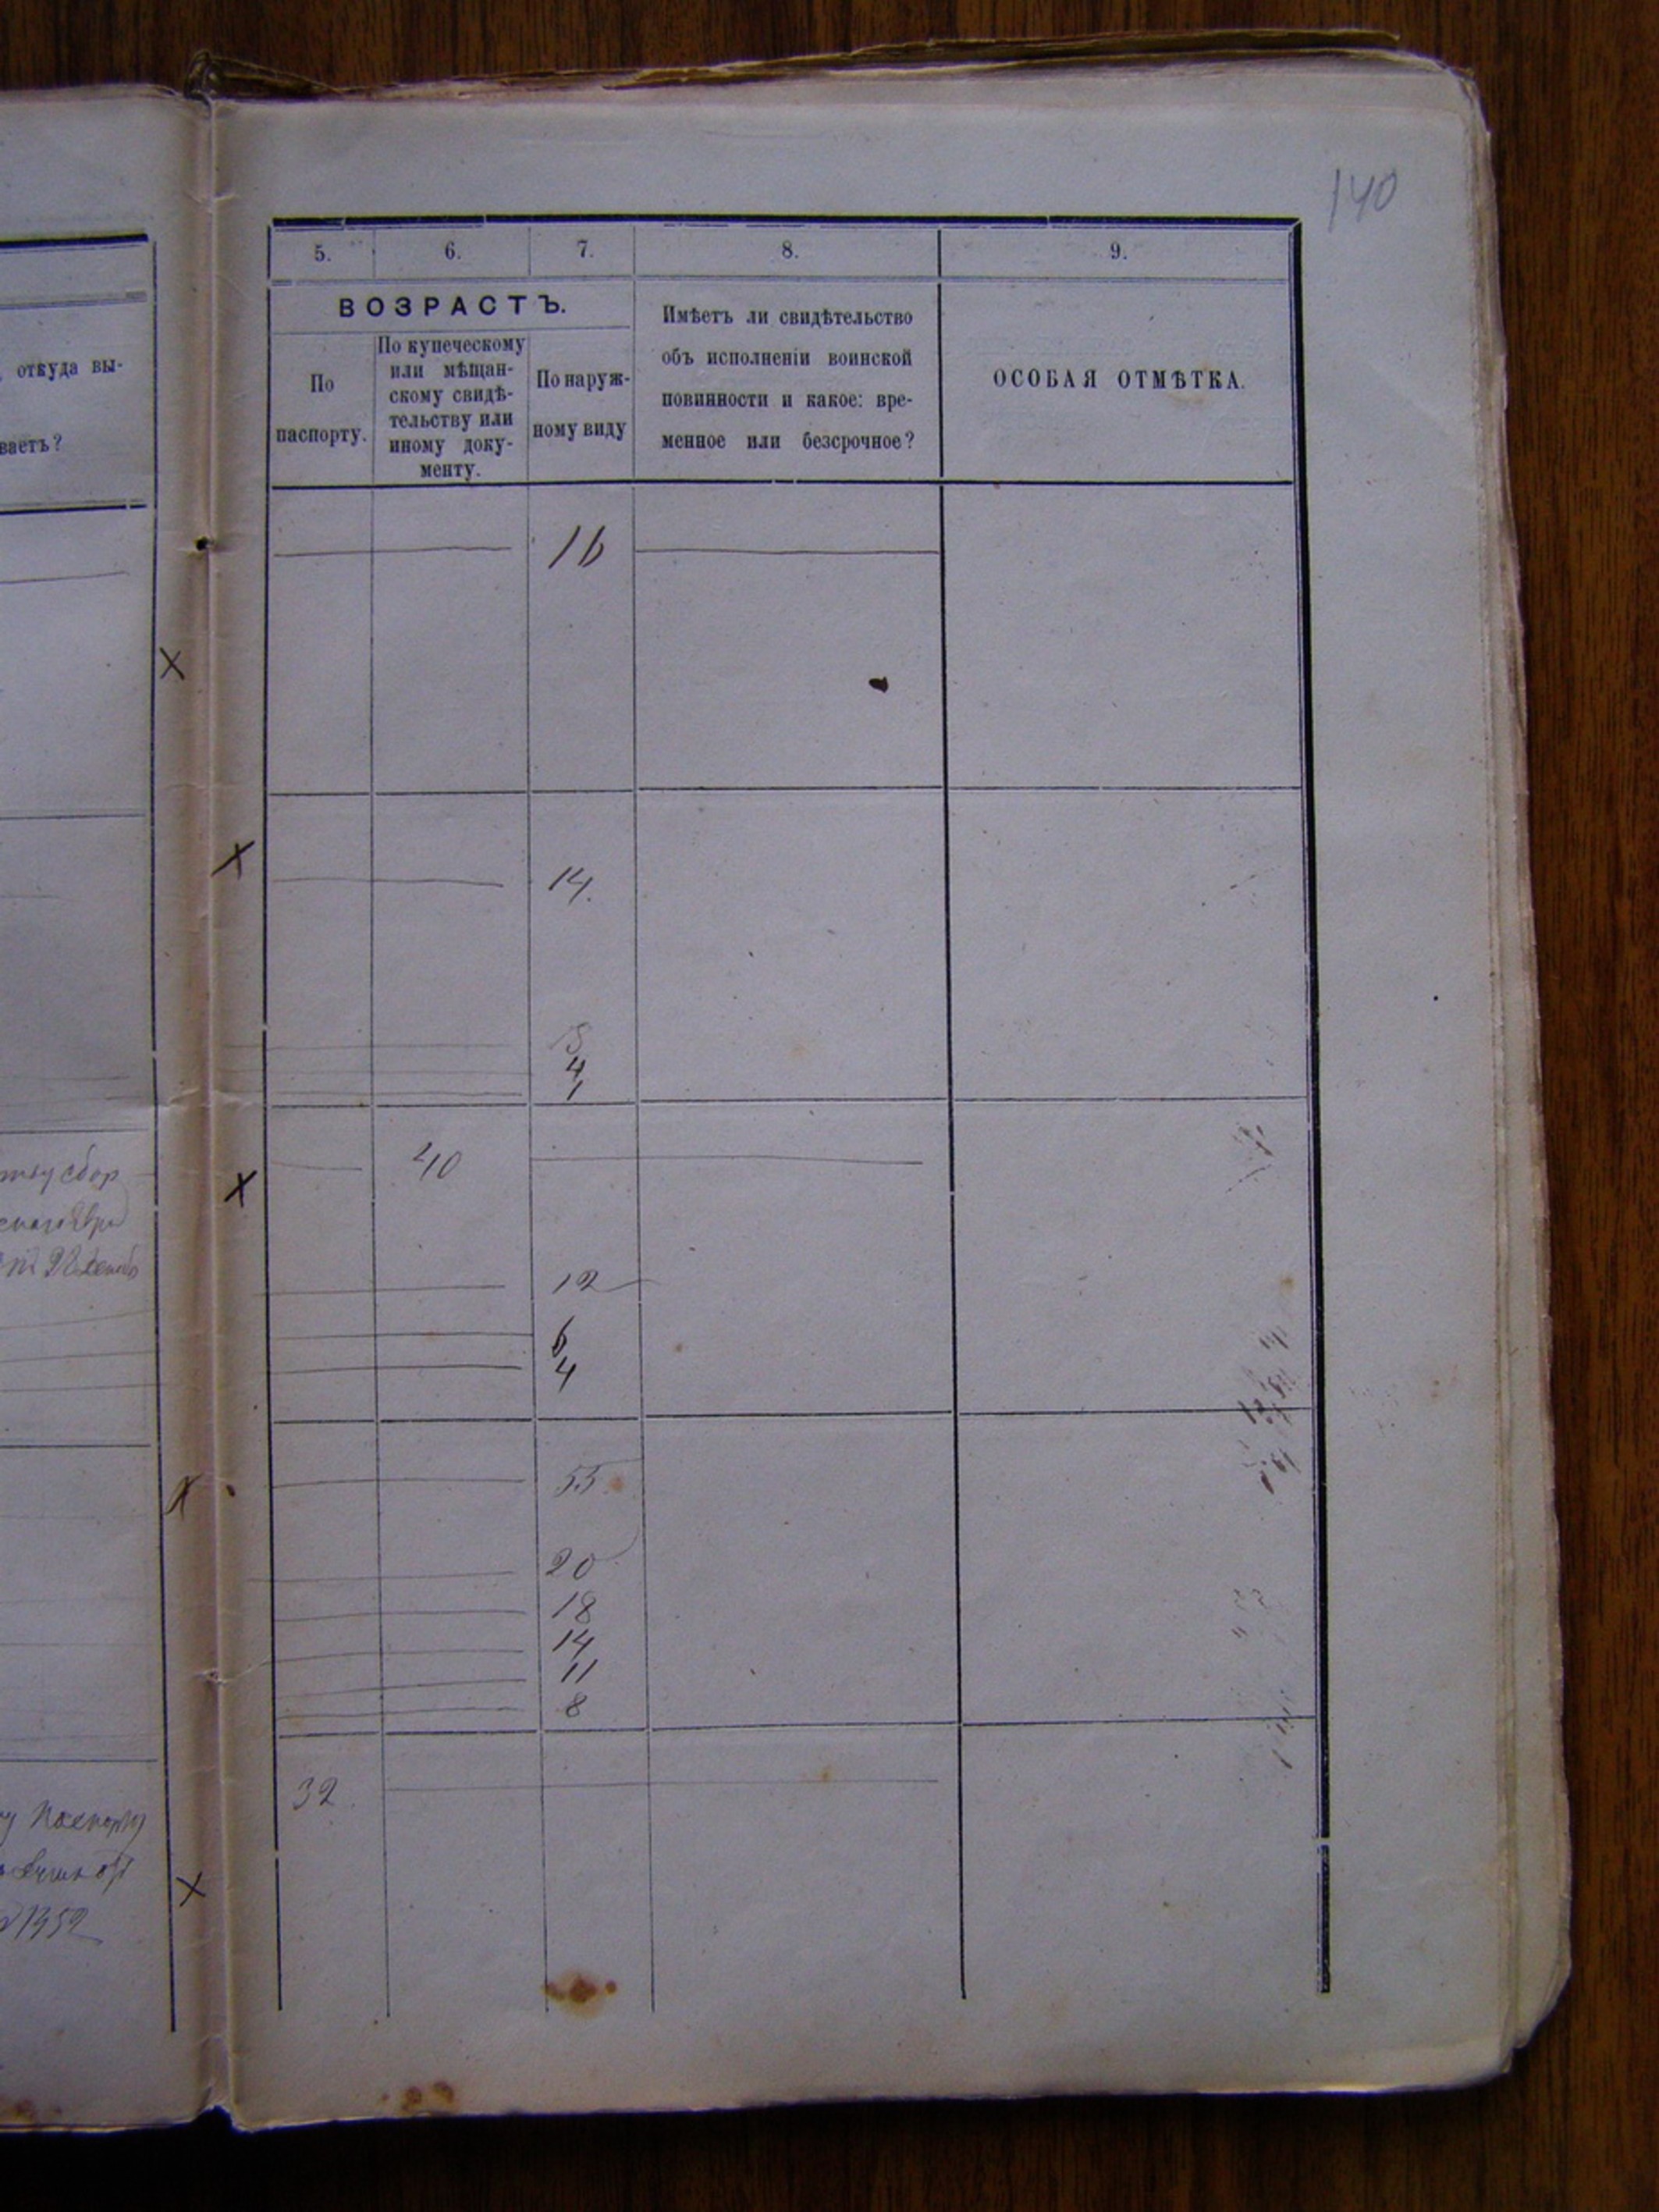 140
5. 6. 7. 8. 9.
, откуда вы-
ваетъ?
ВОЗРАСТЪ.
По
паспорту.
По купеческому
или мѣщан-
скому свидѣ-
тельству или
иному доку-
менту.
По наруж-
ному виду
Имѣетъ ли свидѣтельство
объ исполненіи воинской
повинности и какое: вре-
менное или безсрочное?
ОСОБАЯ ОТМѢТКА.
16
14.
4
1
сбор
40
12
6
4
55
20
18
14
11
8
32.
1352